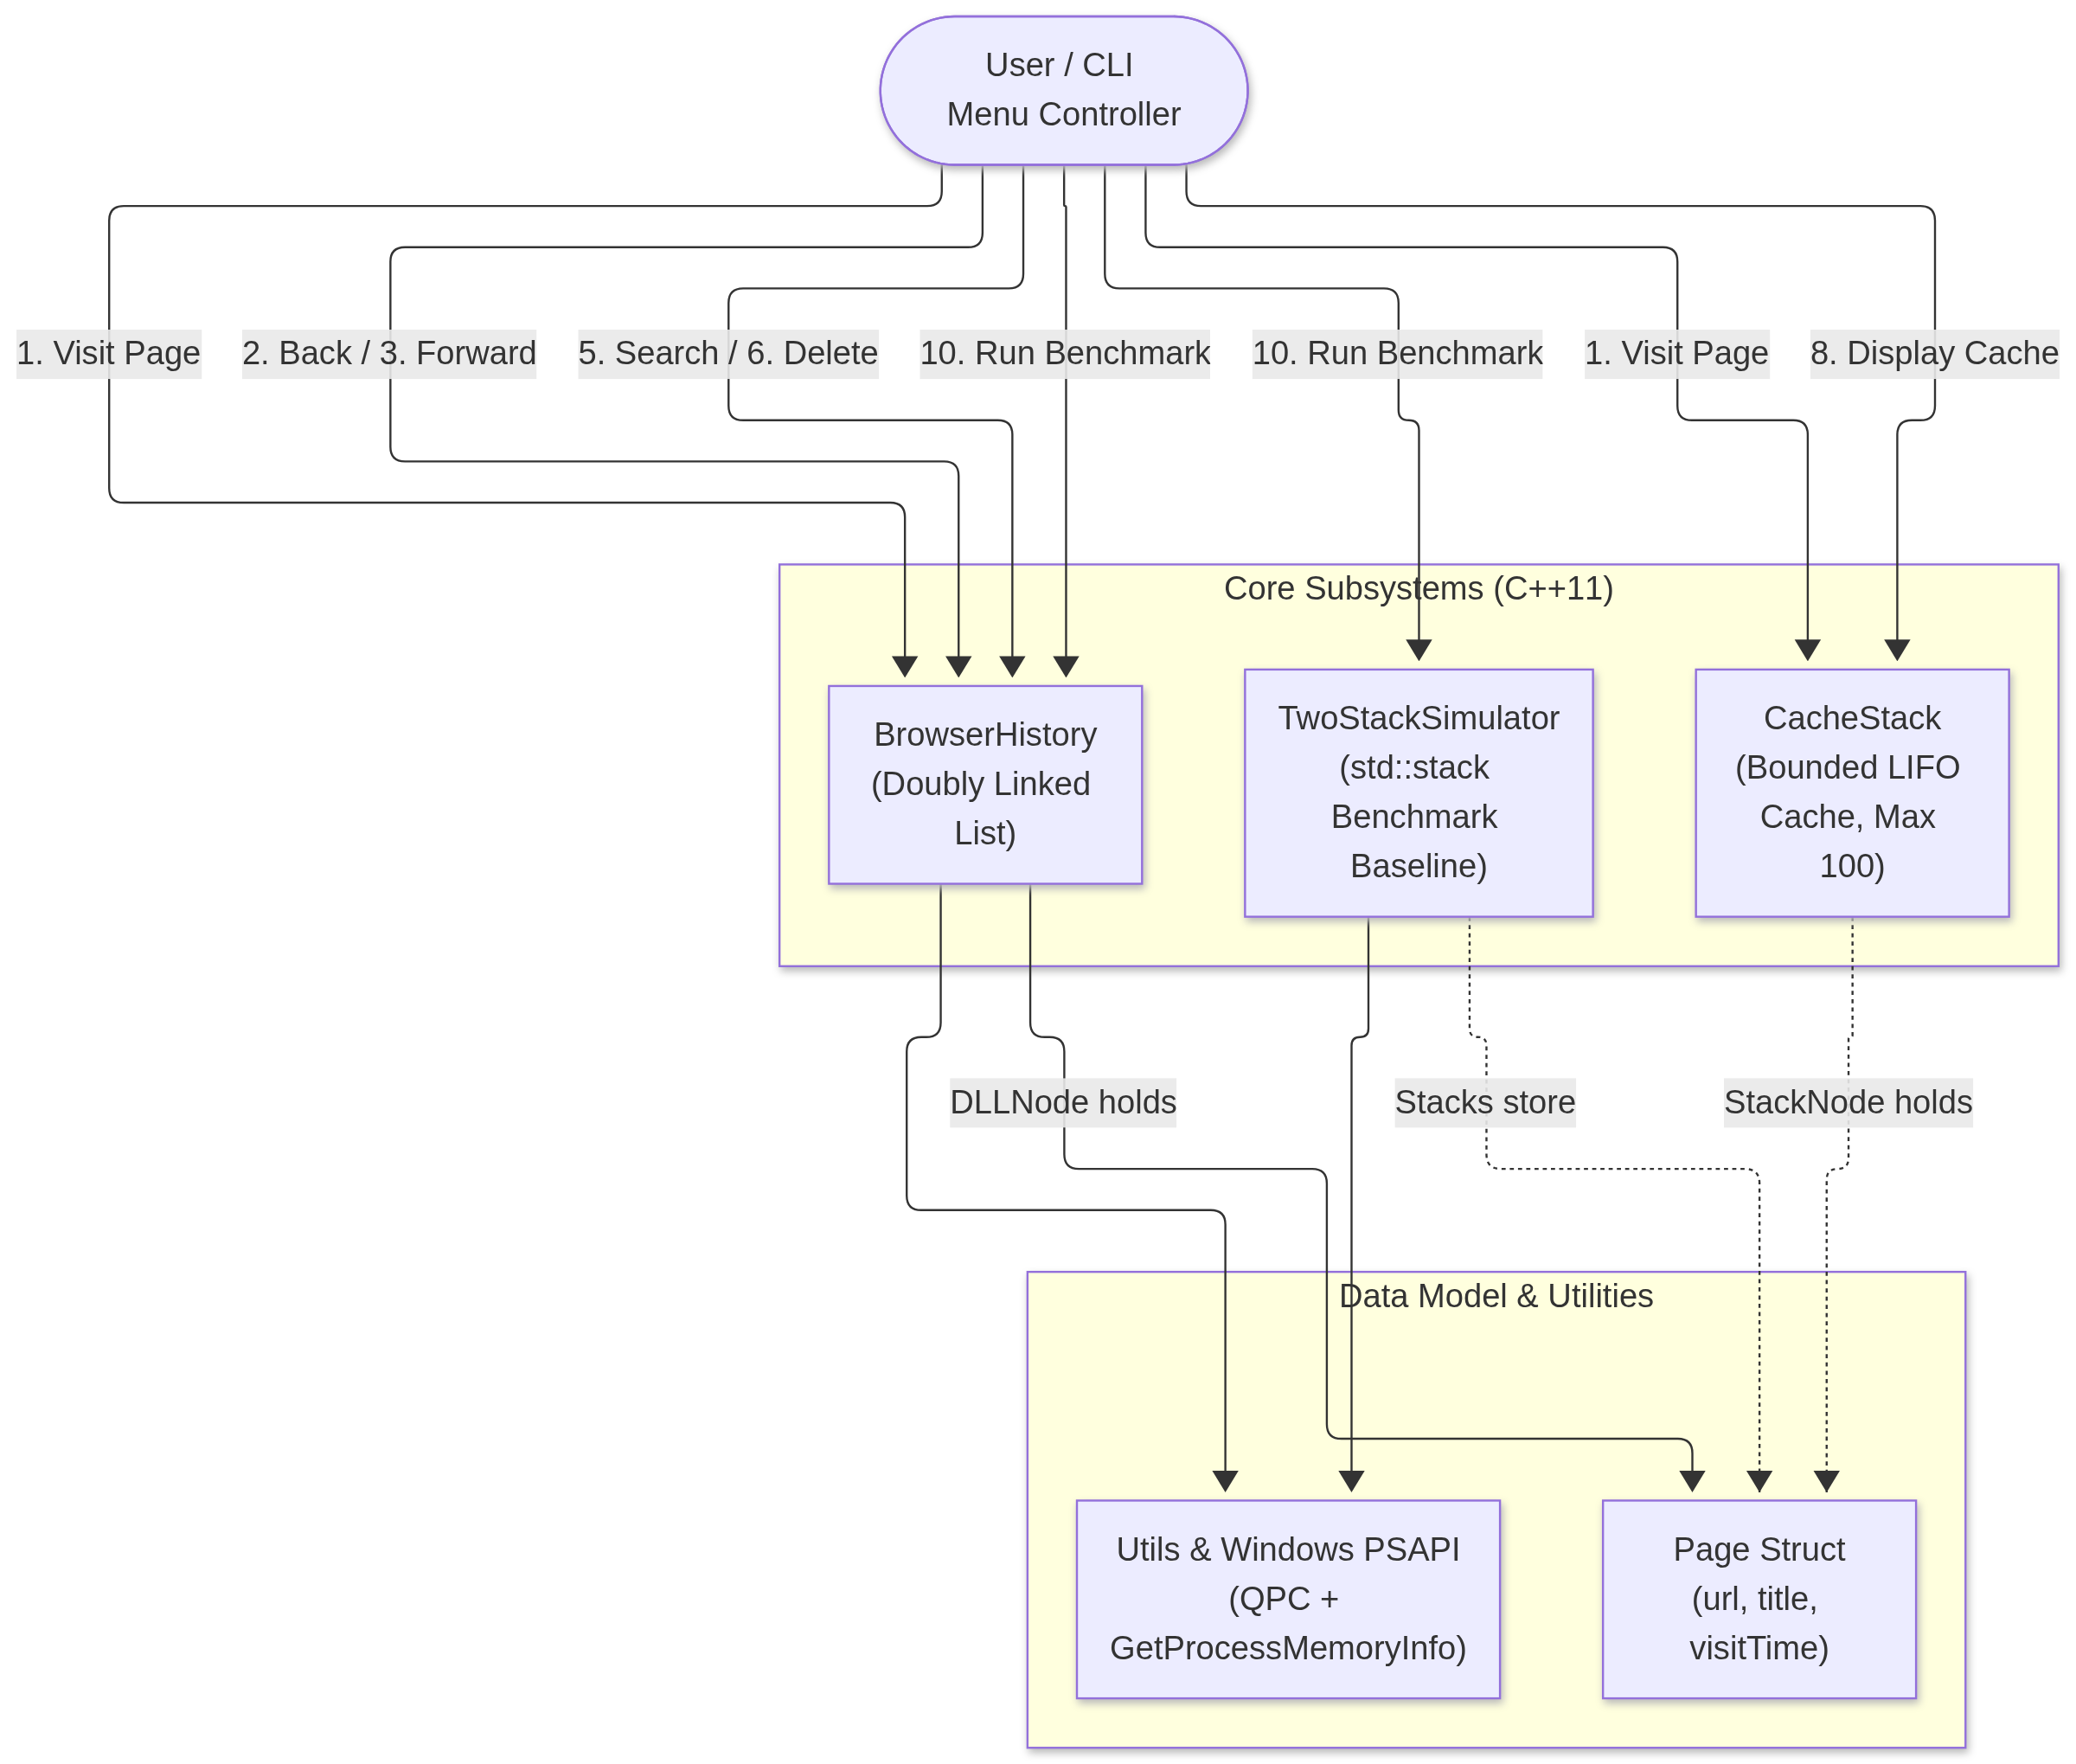 User / CLI
Menu Controller
1. Visit Page
2. Back / 3. Forward
5. Search / 6. Delete
10. Run Benchmark
10. Run Benchmark
1. Visit Page
8. Display Cache
Core Subsystems (C++11)
BrowserHistory
(Doubly Linked
List)
TwoStackSimulator
(std::stack
Benchmark
Baseline)
CacheStack
(Bounded LIFO
Cache, Max
100)
DLLNode holds
Stacks store
StackNode holds
Data Model & Utilities
Utils & Windows PSAPI
(QPC +
GetProcessMemoryInfo)
Page Struct
(url, title,
visitTime)